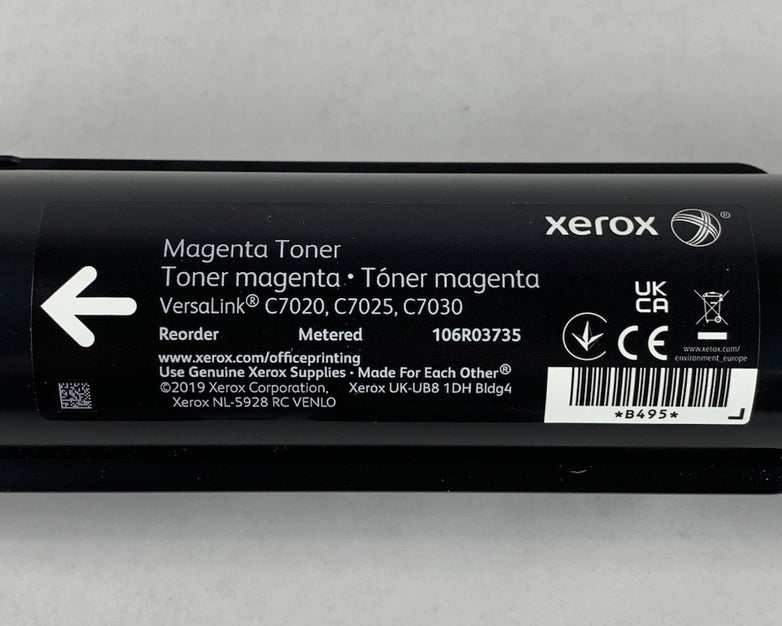 xerox ®
Magenta Toner
Toner magenta • Tóner magenta
VersaLink® C7020, C7025, C7030
Reorder Metered 106R03735
www.xerox.com/officeprinting
Use Genuine Xerox Supplies • Made For Each Other®
©2019 Xerox Corporation, Xerox UK-UB8 1DH Bldg4
Xerox NL-5928 RC VENLO
UK
CA
CE
www.xerox.com/
environment_europe
*B495*